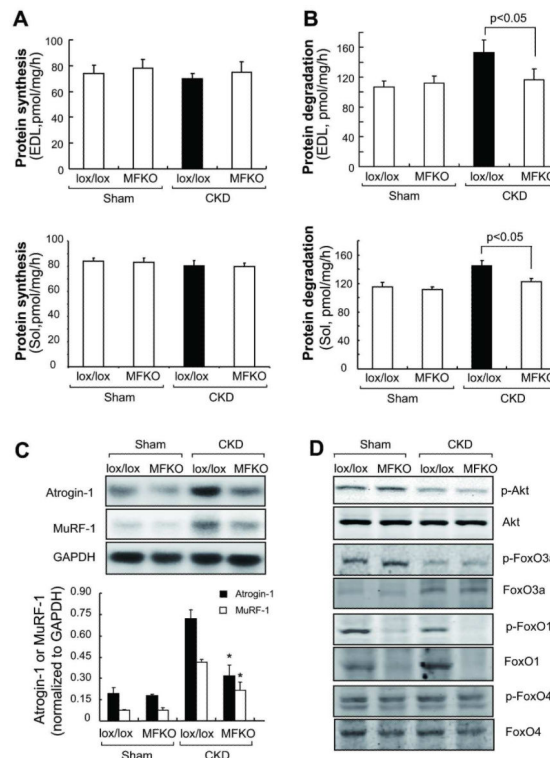 A
Protein synthesis
(EDL,pmol/mg/h)
100
80
60
40
20
0
lox/lox MFKO lox/lox MFKO
Sham CKD
B
Protein degradation
(EDL, pmol/mg/h)
160
120
80
40
0
p<0.05
lox/lox MFKO lox/lox MFKO
Sham CKD
Protein synthesis
(Sol,pmol/mg/h)
100
80
60
40
20
0
lox/lox MFKO lox/lox MFKO
Sham CKD
Protein degradation
(Sol, pmol/mg/h)
160
120
80
40
0
p<0.05
lox/lox MFKO lox/lox MFKO
Sham CKD
C
Sham CKD
lox/lox MFKO lox/lox MFKO
Atrogin-1
MuRF-1
GAPDH
Atrogin-1 or MuRF-1
(normalized to GAPDH)
0.90
0.75
0.60
0.45
0.30
0.15
0
Atrogin-1
MuRF-1
*
*
lox/lox MFKO lox/lox MFKO
Sham CKD
D
Sham CKD
lox/lox MFKO lox/lox MFKO
p-Akt
Akt
p-FoxO3a
FoxO3a
p-FoxO1
FoxO1
p-FoxO4
FoxO4